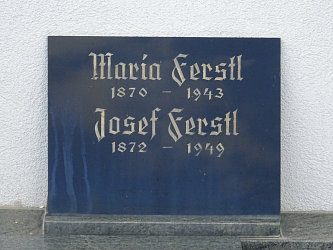 Maria Ferstl
1870 – 1943
Josef Ferstl
1872 – 1949